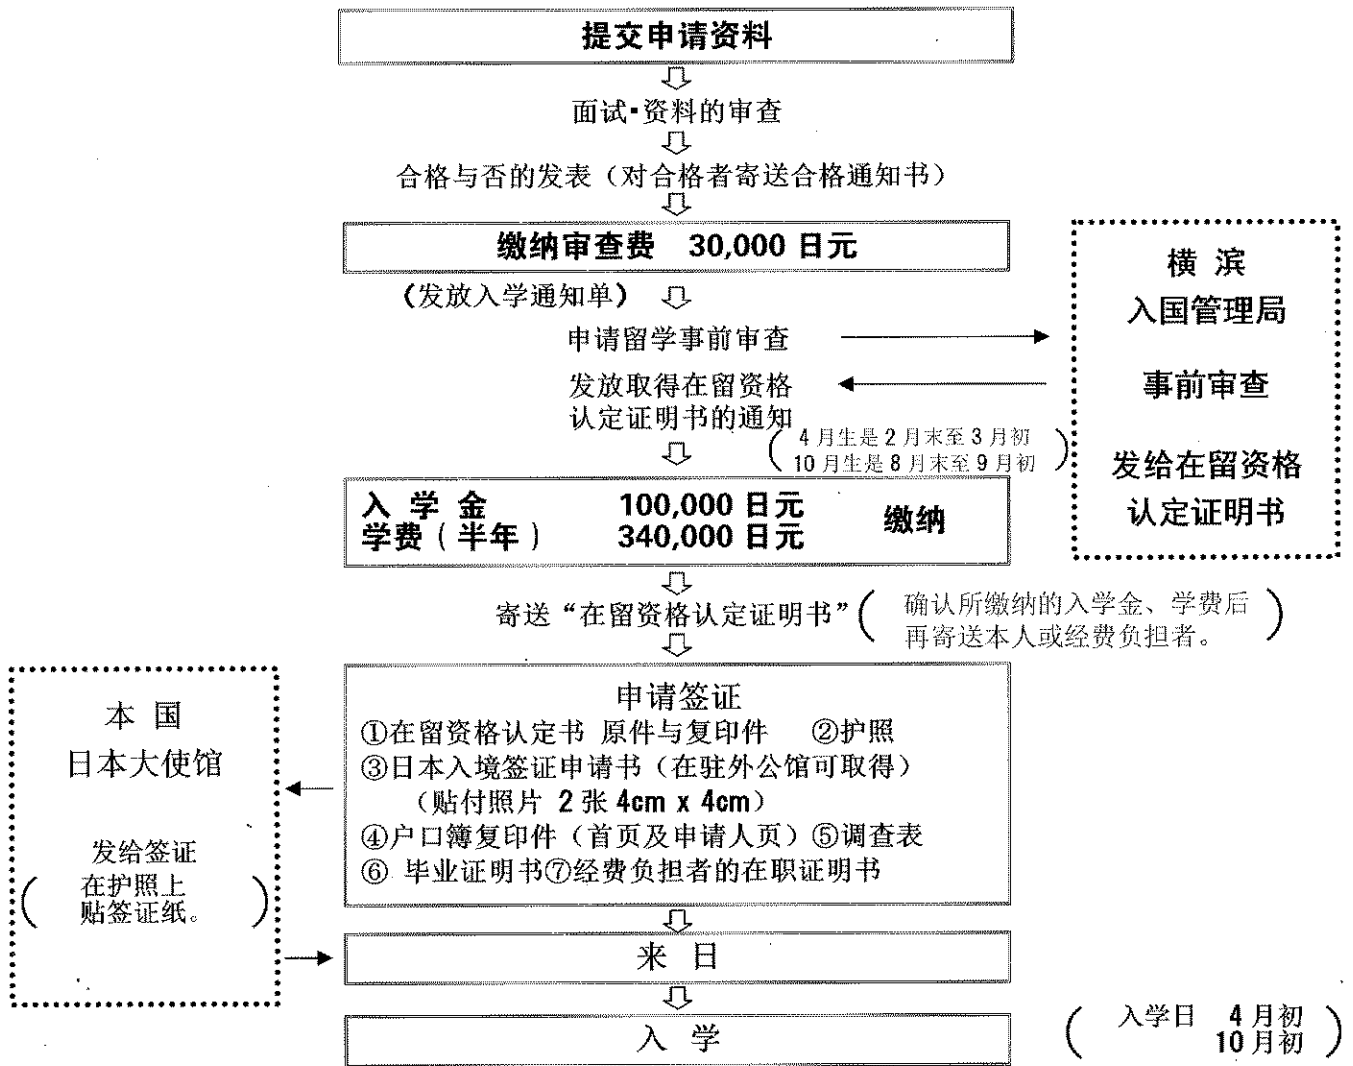 提交申请资料
面试▪资料的审查
合格与否的发表（对合格者寄送合格通知书）
缴纳审查费 30,000 日元
（发放入学通知单）
申请留学事前审查
发放取得在留资格
认定证明书的通知
（4 月生是 2 月末至 3 月初
10 月生是 8 月末至 9 月初）
横 滨
入国管理局
事前审查
发给在留资格
认定证明书
入 学 金 100,000 日元 缴纳
学费（半年） 340,000 日元
寄送“在留资格认定证明书”
（确认所缴纳的入学金、学费后
再寄送本人或经费负担者。）
申请签证
①在留资格认定书 原件与复印件 ②护照
③日本入境签证申请书（在驻外公馆可取得）
（贴付照片 2 张 4cm x 4cm）
④户口簿复印件（首页及申请人页）⑤调查表
⑥ 毕业证明书⑦经费负担者的在职证明书
本 国
日本大使馆
发给签证
（在护照上
贴签证纸。）
来 日
入 学
（入学日 4 月初
10 月初）